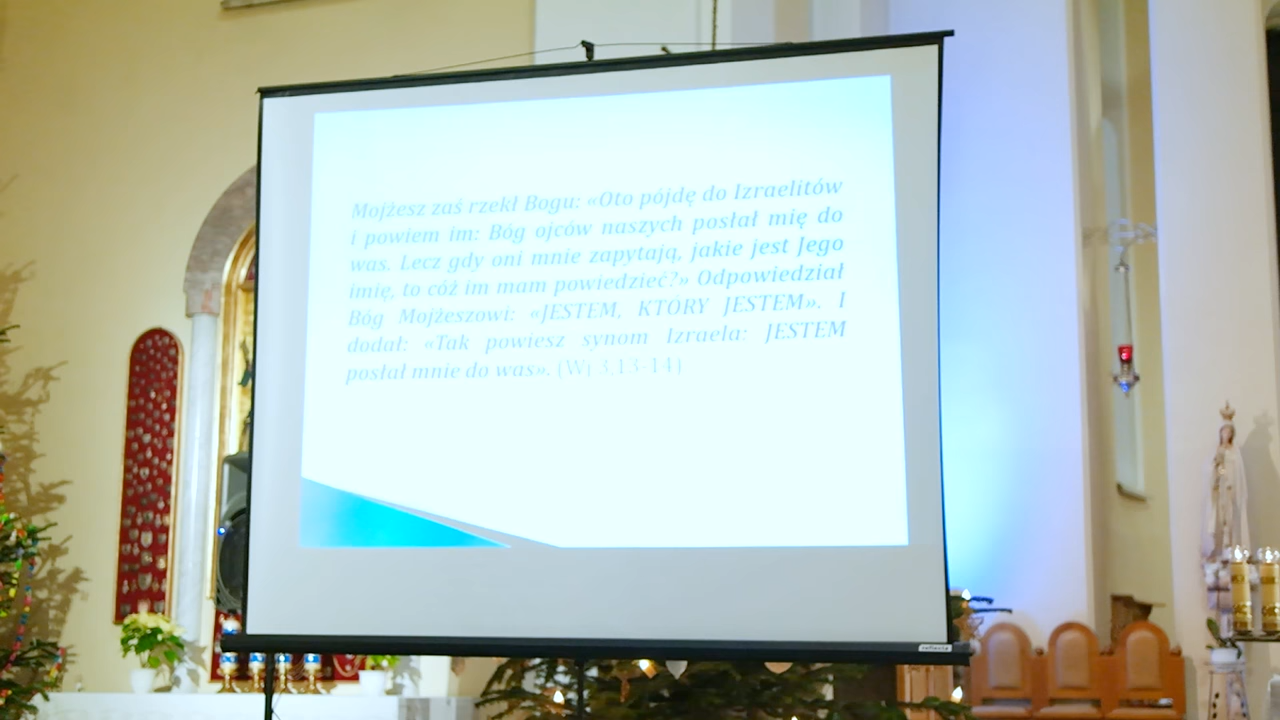 Mojżesz zaś rzekł Bogu: «Oto pójdę do Izraelitów
i powiem im: Bóg ojców naszych posłał mię do
was. Lecz gdy oni mnie zapytają, jakie jest Jego
imię, to cóż im mam powiedzieć?» Odpowiedział
Bóg Mojżeszowi: «JESTEM, KTÓRY JESTEM». I
dodał: «Tak powiesz synom Izraela: JESTEM
posłał mnie do was». (Wj 3,13-14)
reflecta